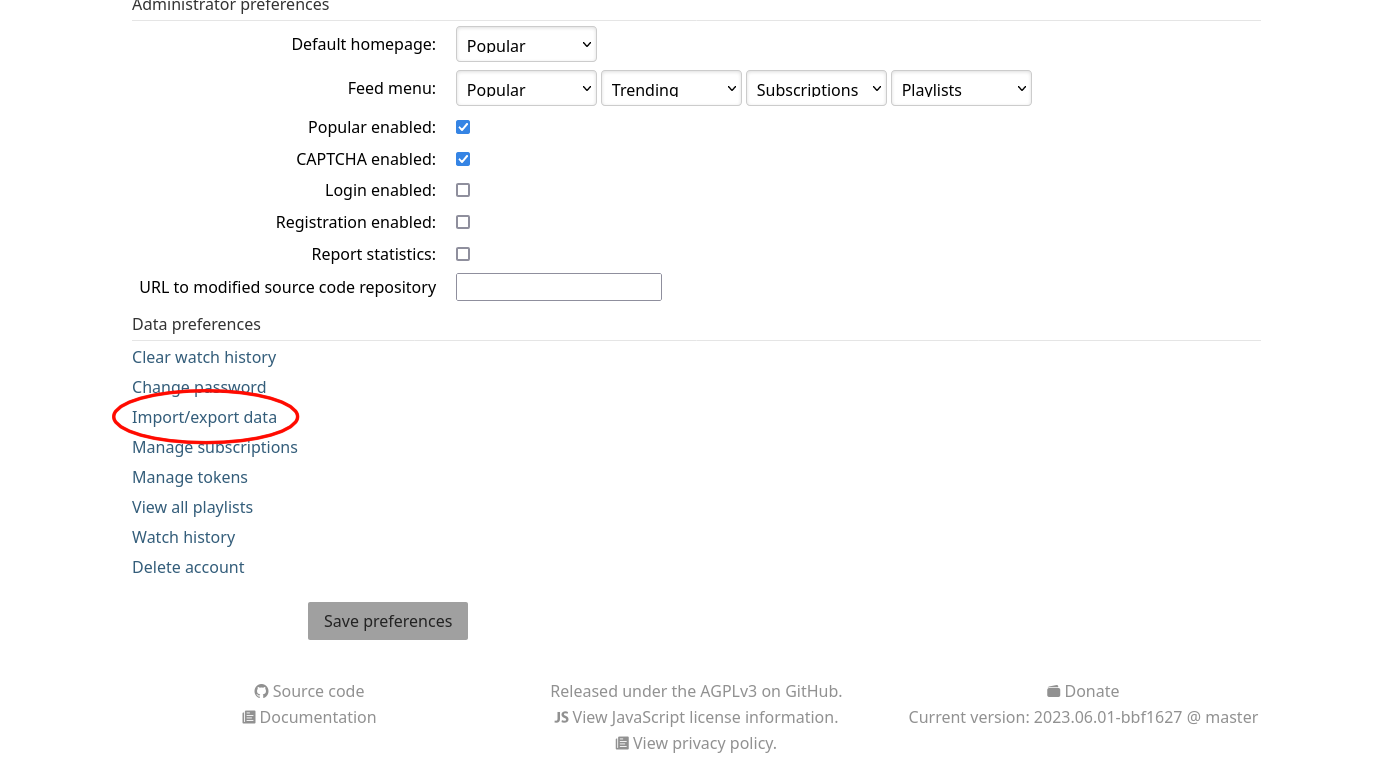 Administrator preferences
Default homepage: Popular
Feed menu: Popular Trending Subscriptions Playlists
Popular enabled:
CAPTCHA enabled:
Login enabled:
Registration enabled:
Report statistics:
URL to modified source code repository
Data preferences
Clear watch history
Change password
Import/export data
Manage subscriptions
Manage tokens
View all playlists
Watch history
Delete account
Save preferences
Source code Released under the AGPLv3 on GitHub. Donate
Documentation JS View JavaScript license information. Current version: 2023.06.01-bbf1627 @ master
View privacy policy.